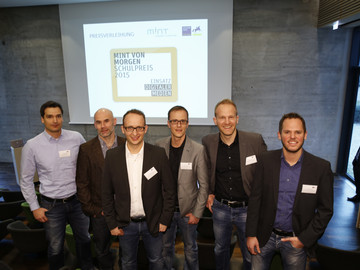 PREISVERLEIHUNG
MINT VON
MORGEN
SCHULPREIS
2015
EINSATZ
DIGITALER
MEDIEN